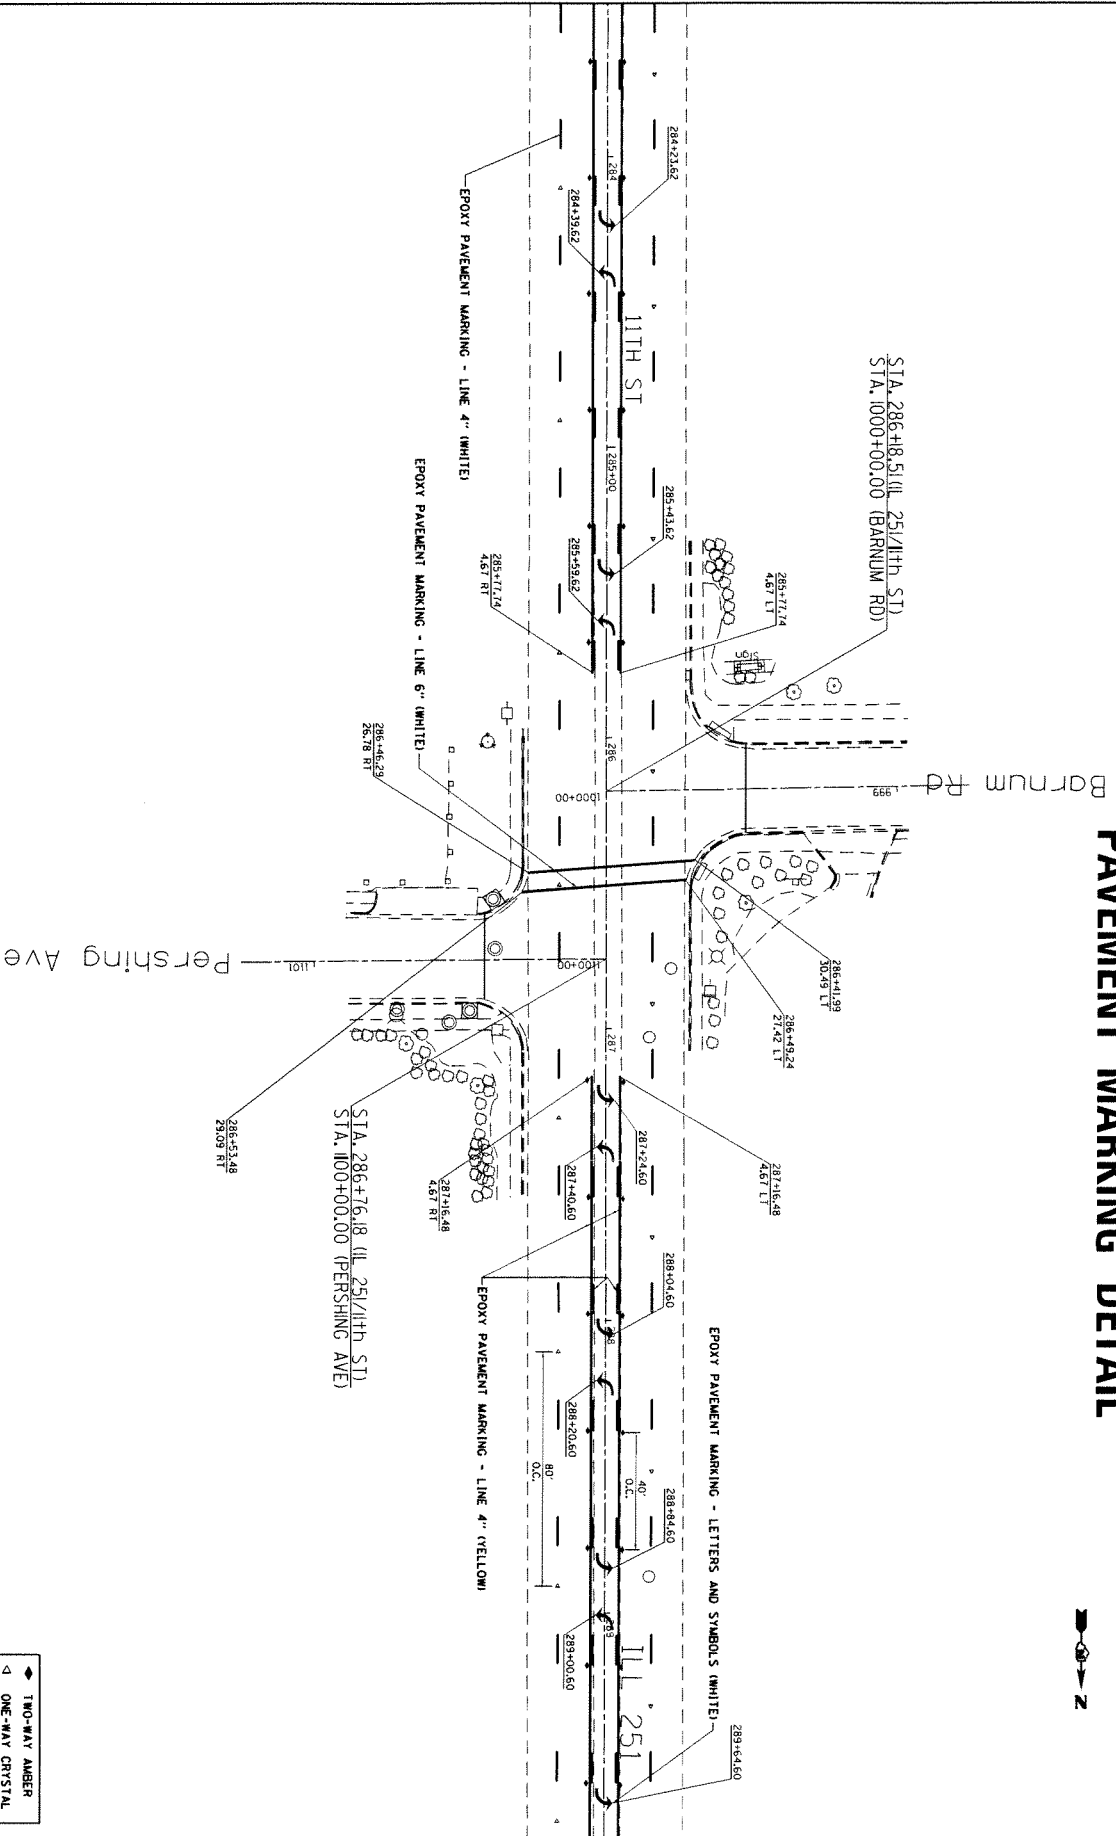 PAVEMENT MARKING DETAIL
N
Barnum Rd
999
STA. 286+18.51 (IL 251/11th ST)
STA. 1000+00.00 (BARNUM RD)
286+41.99
30.49 LT
286+49.24
27.42 LT
285+77.74
4.67 LT
287+16.48
4.67 LT
SIGN
EPOXY PAVEMENT MARKING - LETTERS AND SYMBOLS (WHITE)
289+64.60
284+23.62
285+43.62
287+24.60
288+04.60
288+84.60
40'
O.C.
11TH ST
ILL 251
284
285+00
286
287
288
289
1000+00
1100+00
284+39.62
285+59.62
287+40.60
288+20.60
289+00.60
80'
O.C.
285+77.74
4.67 RT
287+16.48
4.67 RT
EPOXY PAVEMENT MARKING - LINE 4" (WHITE)
EPOXY PAVEMENT MARKING - LINE 4" (YELLOW)
EPOXY PAVEMENT MARKING - LINE 6" (WHITE)
286+46.29
26.78 RT
STA. 286+76.18 (IL 251/11th ST)
STA. 1100+00.00 (PERSHING AVE)
1101
286+53.48
29.09 RT
Pershing Ave
TWO-WAY AMBER
ONE-WAY CRYSTAL